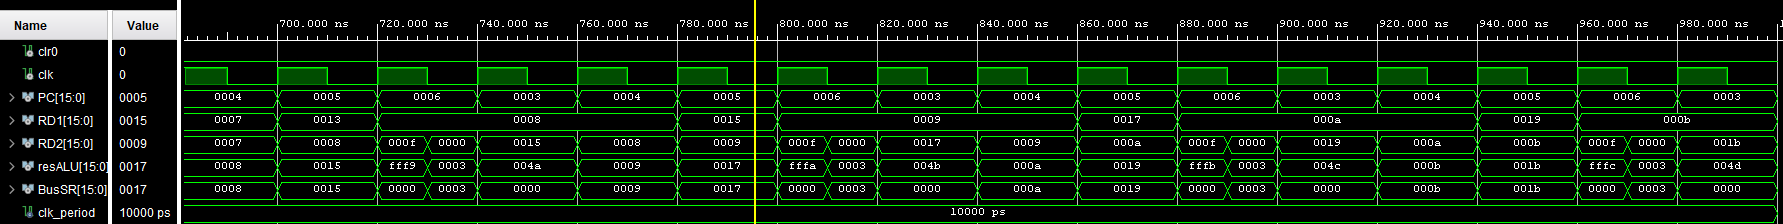 Name Value 700.000 ns 720.000 ns 740.000 ns 760.000 ns 780.000 ns 800.000 ns 820.000 ns 840.000 ns 860.000 ns 880.000 ns 900.000 ns 920.000 ns 940.000 ns 960.000 ns 980.000 ns
clr0 0
clk 0
PC[15:0] 0005 0004 0005 0006 0003 0004 0005 0006 0003 0004 0005 0006 0003 0004 0005 0006 0003
RD1[15:0] 0015 0007 0013 0008 0015 0009 0017 000a 0019 000b
RD2[15:0] 0009 0007 0008 000f 0000 0015 0008 0009 000f 0000 0017 0009 000a 000f 0000 0019 000a 000b 000f 0000 001b
resALU[15:0] 0017 0008 0015 fff9 0003 004a 0009 0017 fffa 0003 004b 000a 0019 fffb 0003 004c 000b 001b fffc 0003 004d
BusSR[15:0] 0017 0008 0015 0000 0003 0000 0009 0017 0000 0003 0000 000a 0019 0000 0003 0000 000b 001b 0000 0003 0000
clk_period 10000 ps 10000 ps